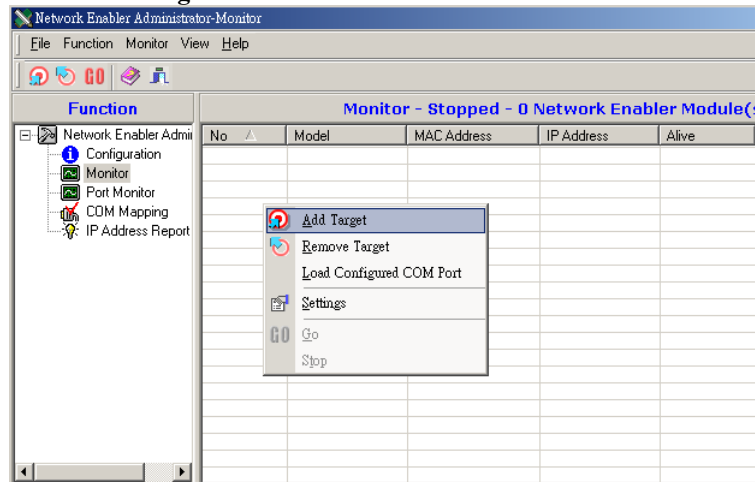 Network Enabler Administrator-Monitor
File Function Monitor View Help
GO
Function
Monitor - Stopped - 0 Network Enabler Module(s
Network Enabler Admi
Configuration
Monitor
Port Monitor
COM Mapping
IP Address Report
No Model MAC Address IP Address Alive
Add Target
Remove Target
Load Configured COM Port
Settings
GO Go
Stop